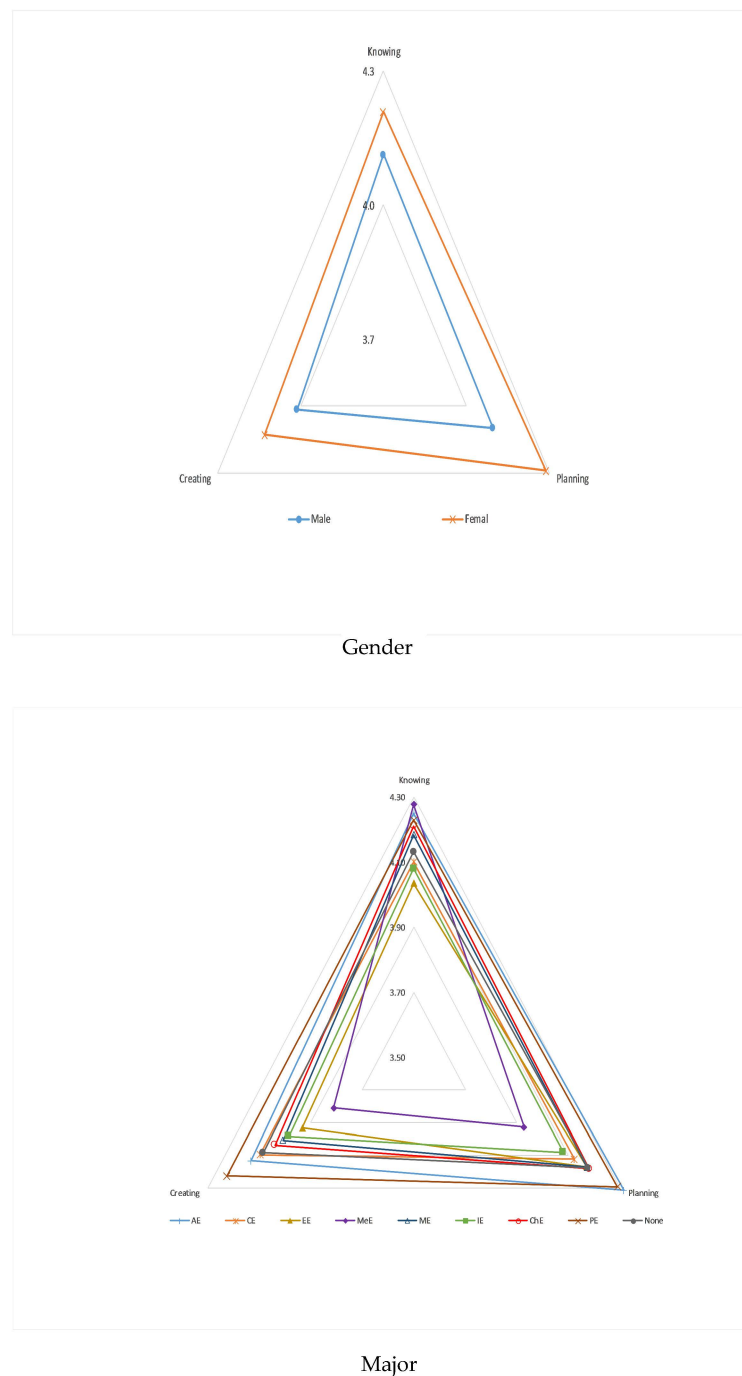 Knowing
4.3
4.0
3.7
Creating
Planning
Male Femal
Gender
Knowing
4.30
4.10
3.90
3.70
3.50
Creating
Planning
AE CE EE MeE ME IE ChE PE None
Major